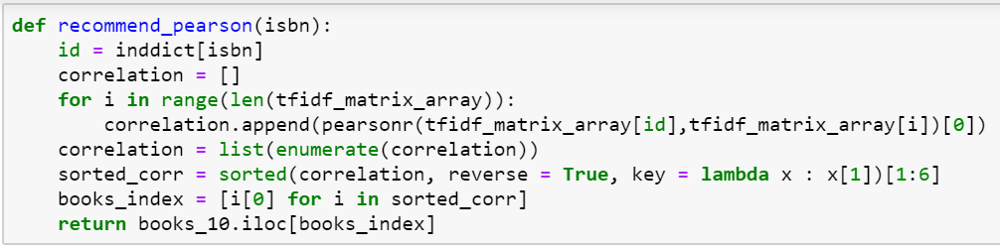 def recommend_pearson(isbn):
    id = inddict[isbn]
    correlation = []
    for i in range(len(tfidf_matrix_array)):
        correlation.append(pearsonr(tfidf_matrix_array[id],tfidf_matrix_array[i])[0])
    correlation = list(enumerate(correlation))
    sorted_corr = sorted(correlation, reverse = True, key = lambda x : x[1])[1:6]
    books_index = [i[0] for i in sorted_corr]
    return books_10.iloc[books_index]